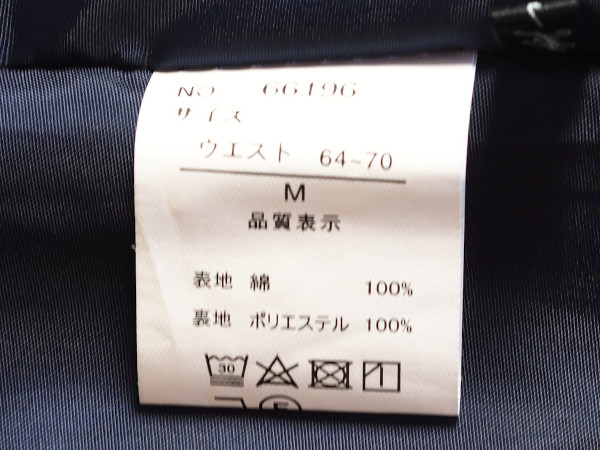 NO 66196
サイズ
ウエスト 64~70
M
品質表示
表地 綿 100%
裏地 ポリエステル 100%
30